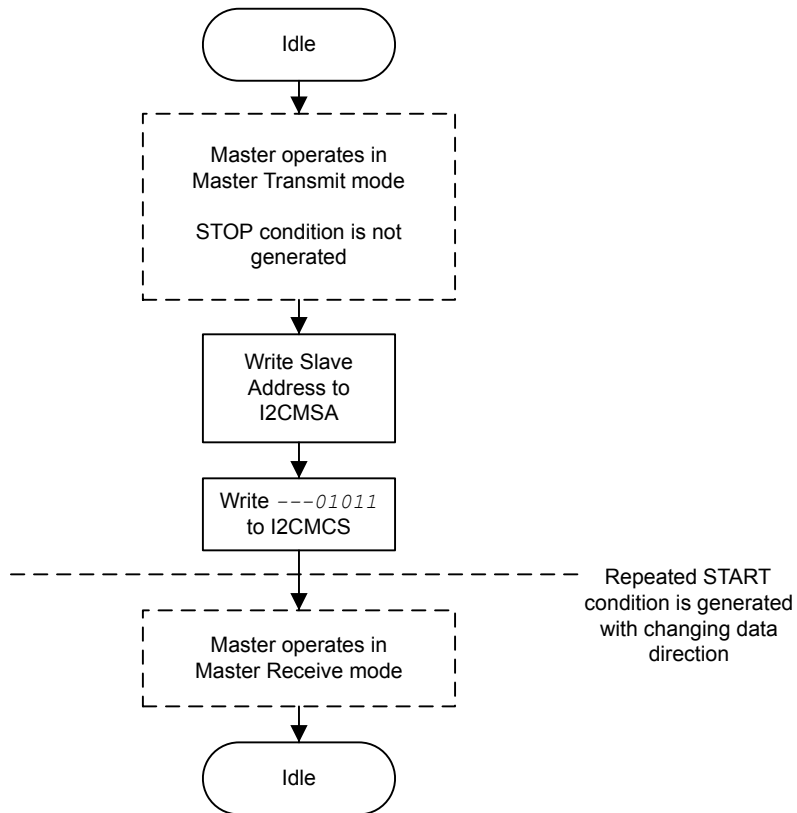 Idle
Master operates in
Master Transmit mode
STOP condition is not
generated
Write Slave
Address to
I2CMSA
Write ---01011
to I2CMCS
Repeated START
condition is generated
with changing data
direction
Master operates in
Master Receive mode
Idle